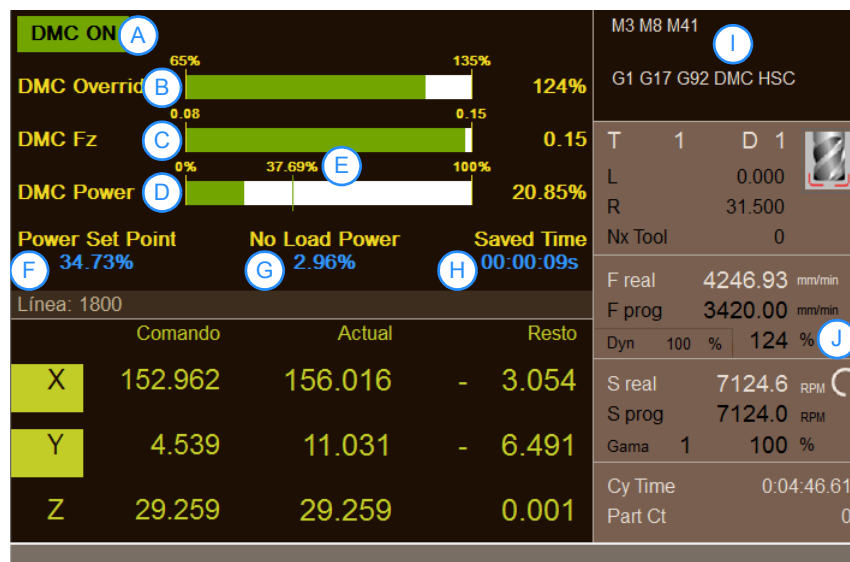 DMC ON A
65% 135%
DMC Overrid B 124%
0.08 0.15
DMC Fz C 0.15
0% 37.69% E 100%
DMC Power D 20.85%
Power Set Point No Load Power Saved Time
F 34.73% G 2.96% H 00:00:09s
Línea: 1800
Comando Actual Resto
X 152.962 156.016 - 3.054
Y 4.539 11.031 - 6.491
Z 29.259 29.259 0.001
M3 M8 M41
I
G1 G17 G92 DMC HSC
T 1 D 1
L 0.000
R 31.500
Nx Tool 0
F real 4246.93 mm/min
F prog 3420.00 mm/min
Dyn 100 % 124 % J
S real 7124.6 RPM
S prog 7124.0 RPM
Gama 1 100 %
Cy Time 0:04:46.61
Part Ct 0